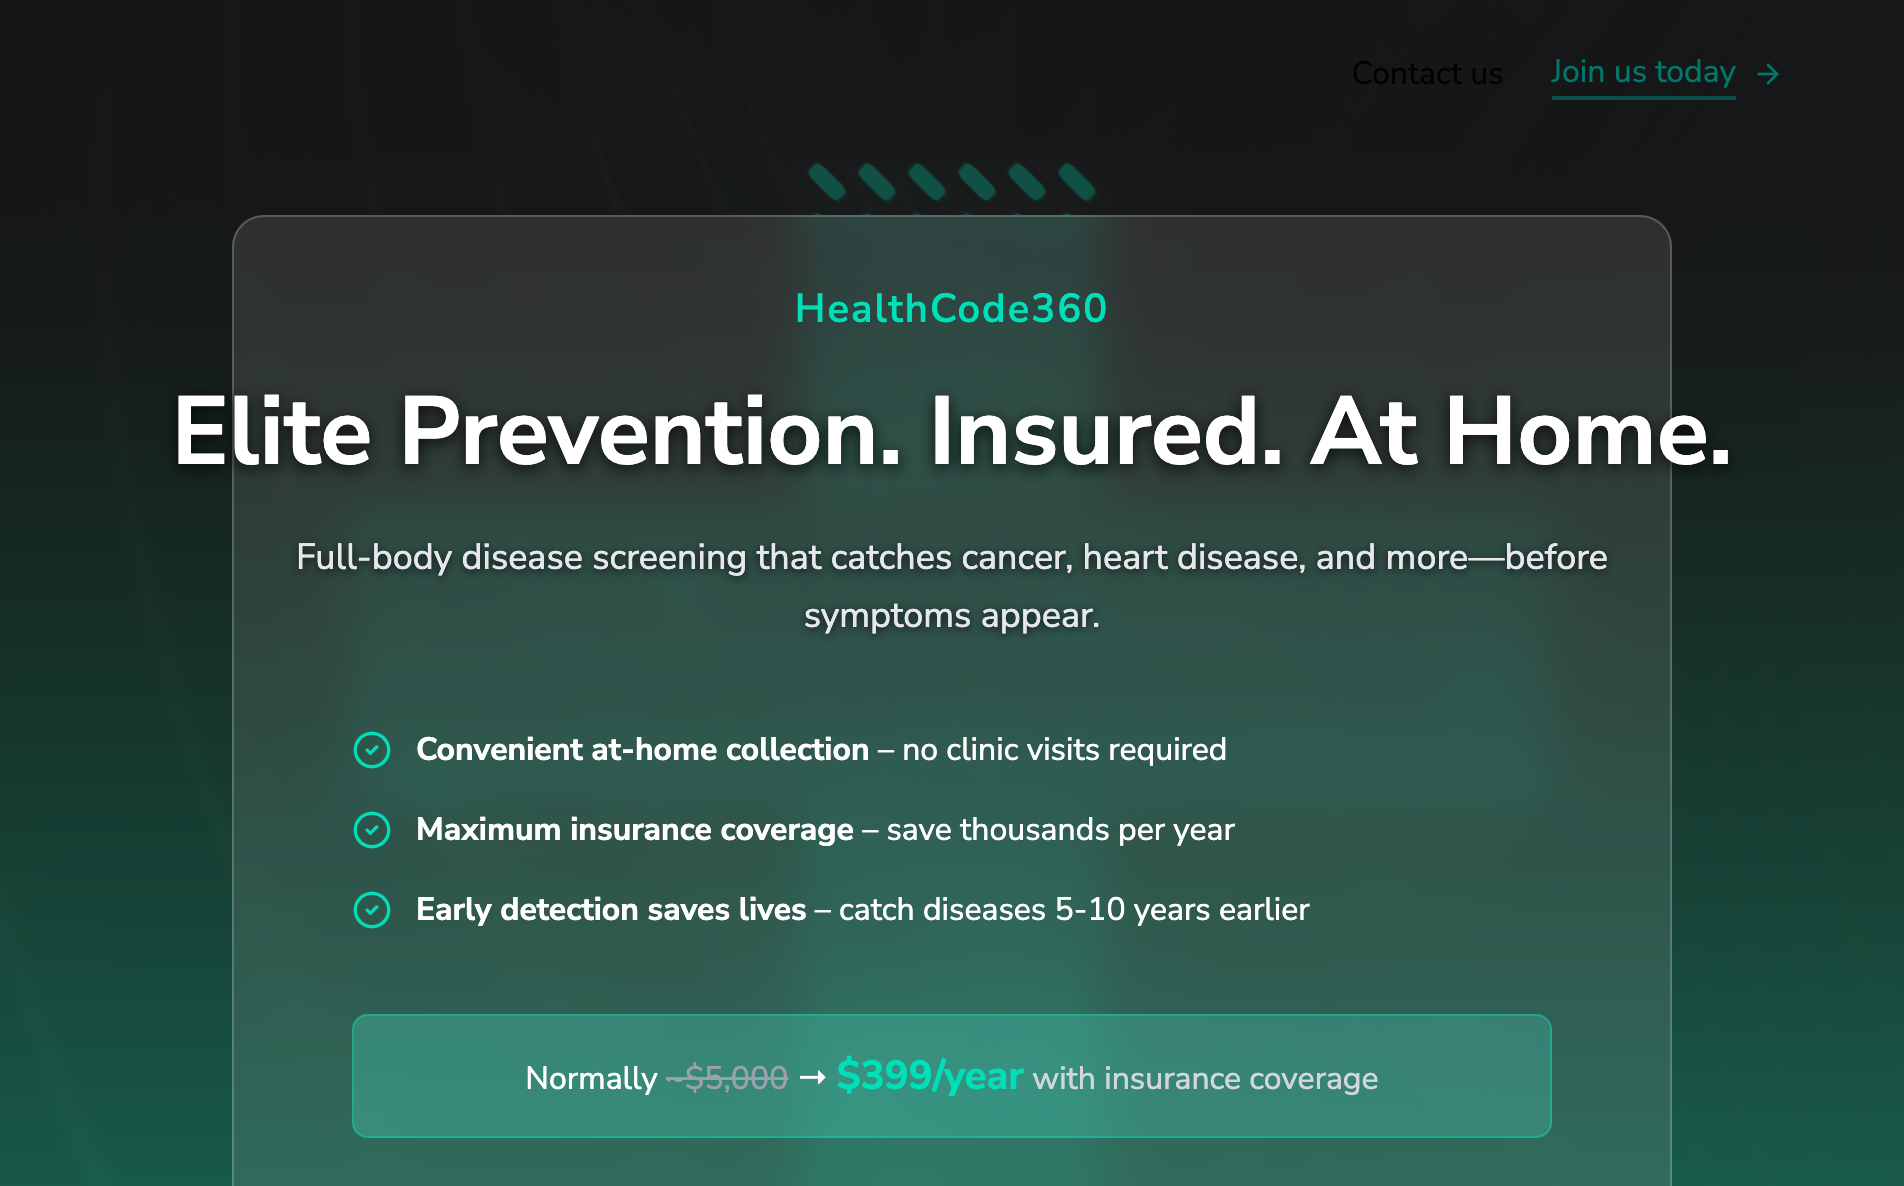 Contact us
Join us today →
HealthCode360
Elite Prevention. Insured. At Home.
Full-body disease screening that catches cancer, heart disease, and more—before
symptoms appear.
Convenient at-home collection – no clinic visits required
Maximum insurance coverage – save thousands per year
Early detection saves lives – catch diseases 5-10 years earlier
Normally ~$5,000 → $399/year with insurance coverage